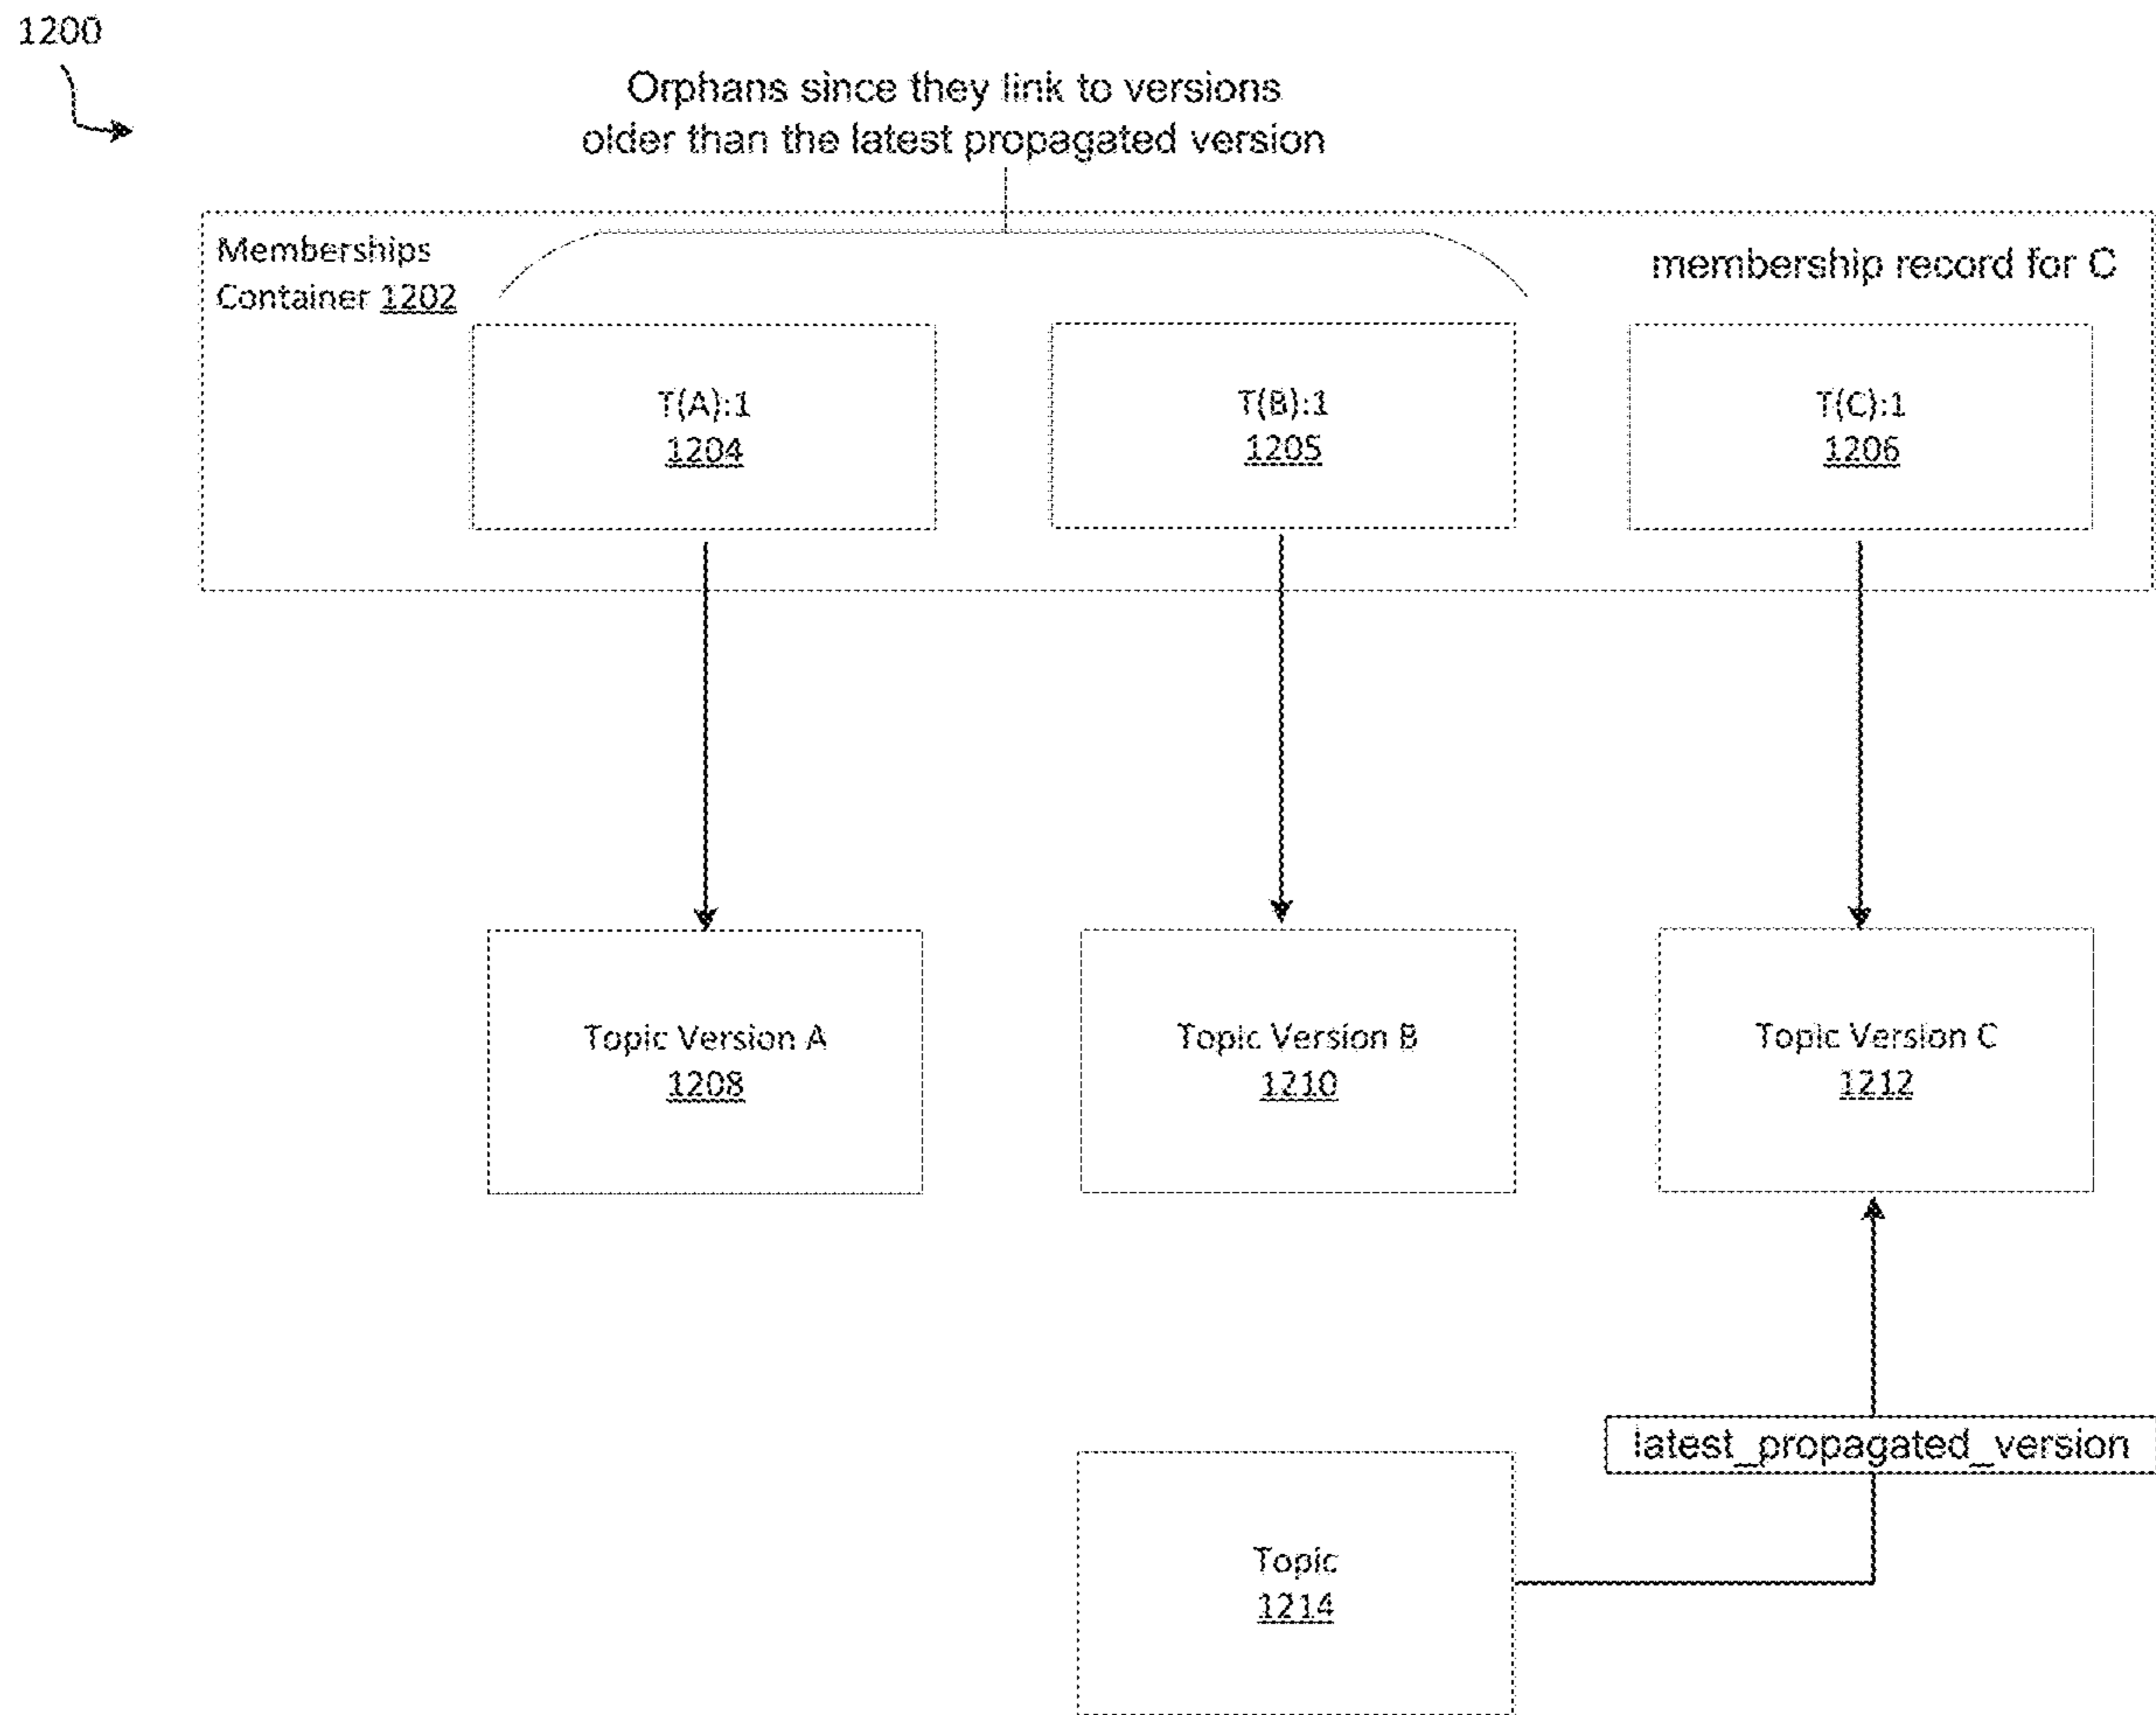 1200
Orphans since they link to versions
older than the latest propagated version
Memberships
Container 1202
membership record for C
T(A):1
1204
T(B):1
1205
T(C):1
1206
Topic Version A
1208
Topic Version B
1210
Topic Version C
1212
latest_propagated_version
Topic
1214